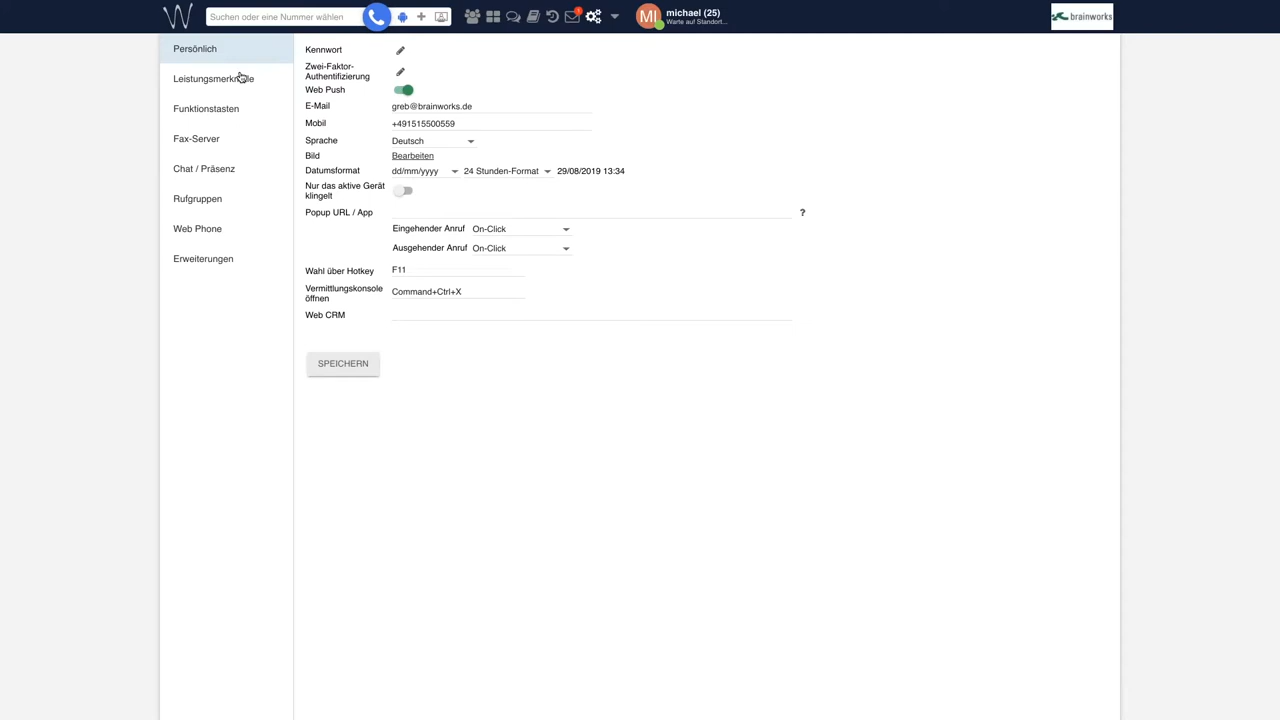 W Suchen oder eine Nummer wählen 1 MI michael (25) brainworks
Warte auf Standort...
Persönlich
Leistungsmerkmale
Funktionstasten
Fax-Server
Chat / Präsenz
Rufgruppen
Web Phone
Erweiterungen
Kennwort
Zwei-Faktor-
Authentifizierung
Web Push
E-Mail greb@brainworks.de
Mobil +491515500559
Sprache Deutsch
Bild Bearbeiten
Datumsformat dd/mm/yyyy 24 Stunden-Format 29/08/2019 13:34
Nur das aktive Gerät
klingelt
Popup URL / App ?
Eingehender Anruf On-Click
Ausgehender Anruf On-Click
Wahl über Hotkey F11
Vermittlungskonsole
öffnen Command+Ctrl+X
Web CRM
SPEICHERN